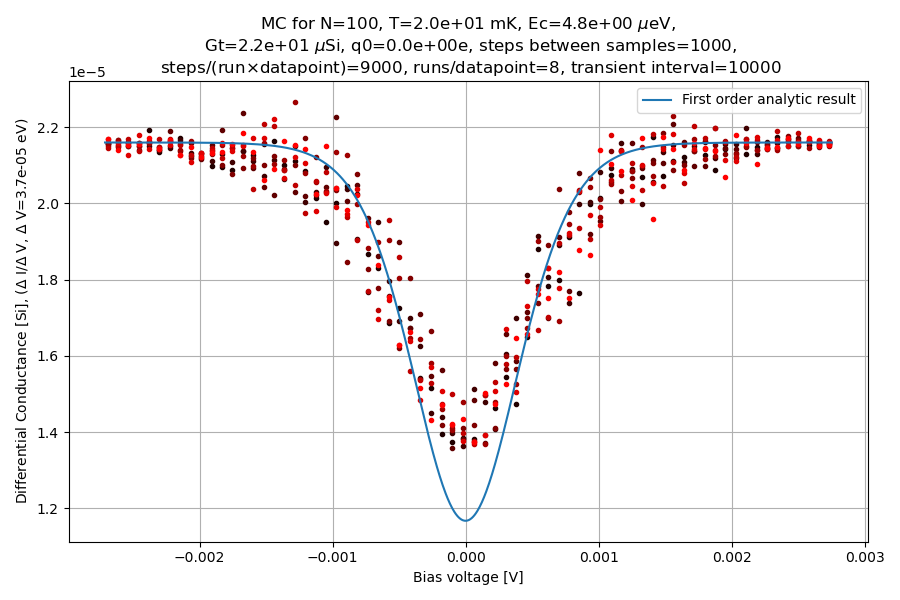 MC for N=100, T=2.0e+01 mK, Ec=4.8e+00 μeV,
Gt=2.2e+01 μSi, q0=0.0e+00e, steps between samples=1000,
steps/(run×datapoint)=9000, runs/datapoint=8, transient interval=10000
1e−5
First order analytic result
2.2
2.0
1.8
1.6
1.4
1.2
Differential Conductance [Si], (Δ I/Δ V, Δ V=3.7e-05 eV)
−0.002
−0.001
0.000
0.001
0.002
0.003
Bias voltage [V]